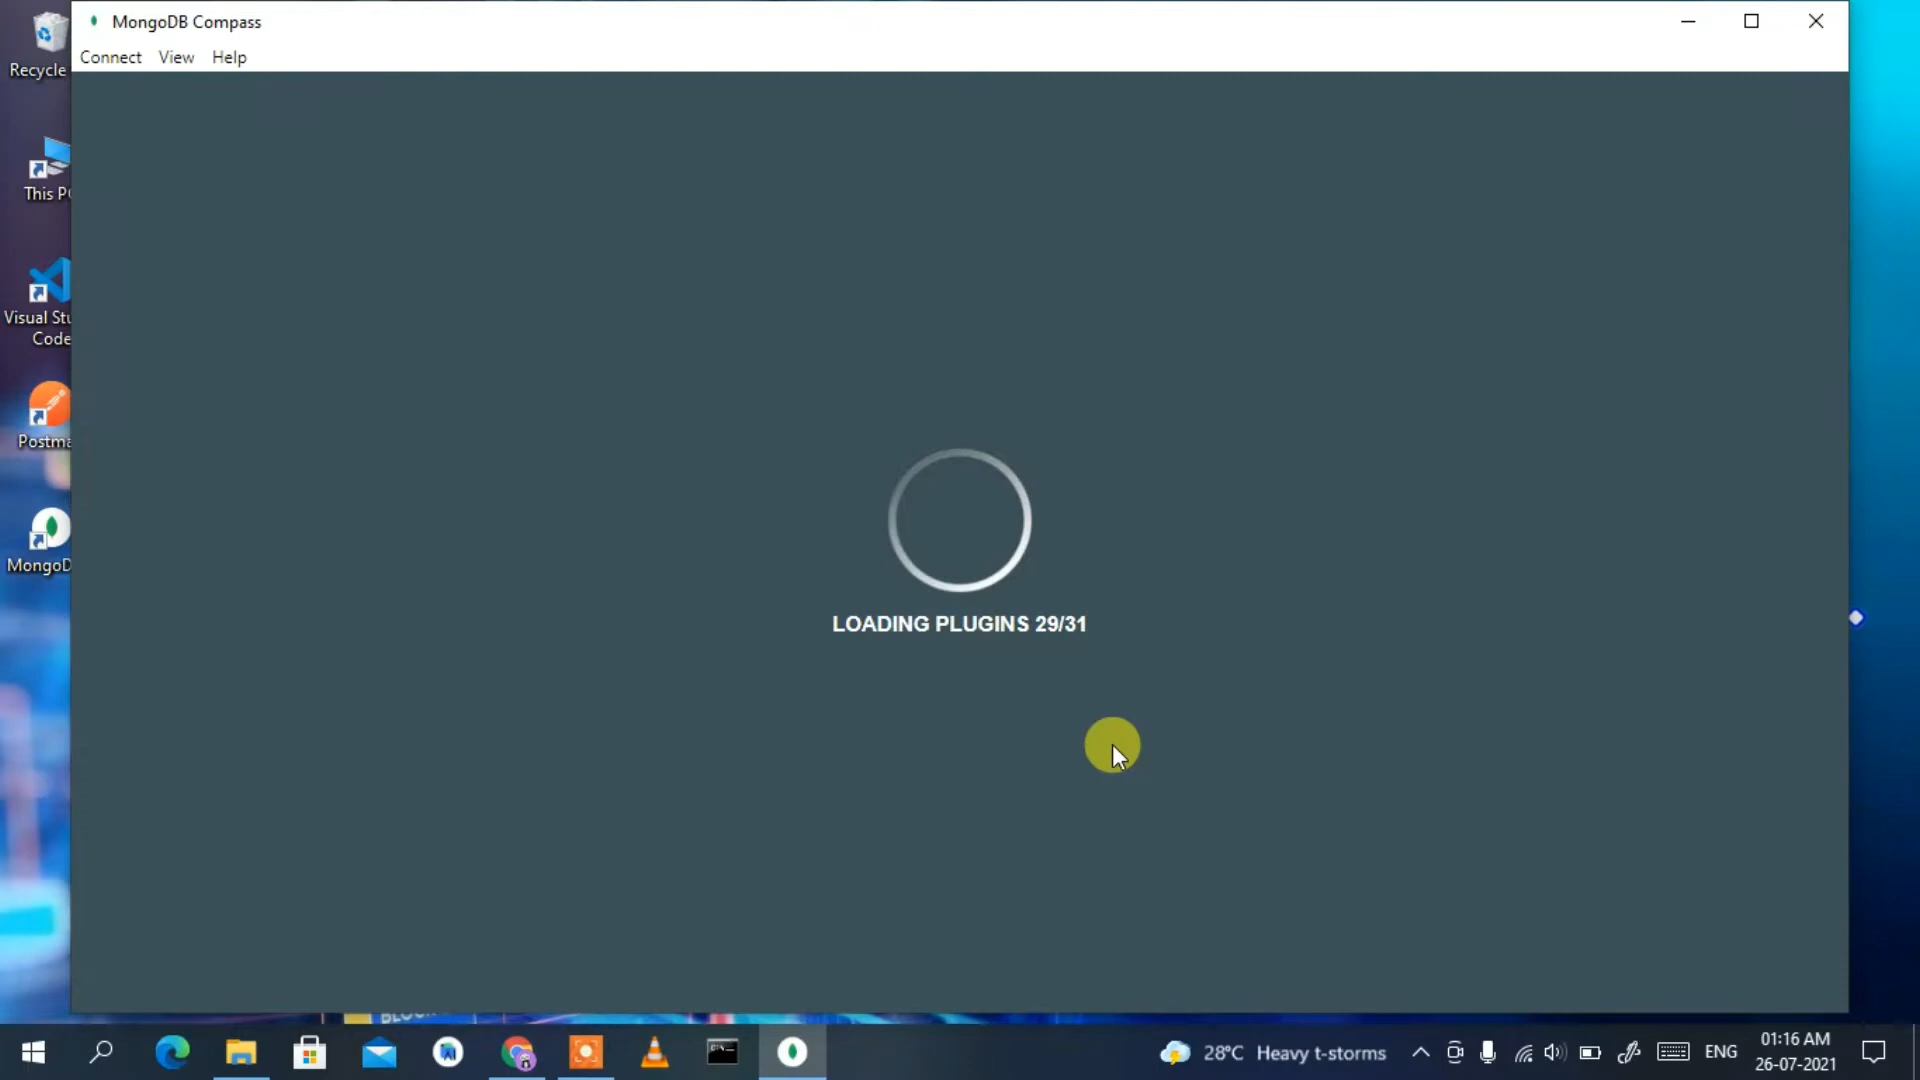 MongoDB Compass
Connect View Help
Recycle
This PC
Visual Stu
Code
Postma
MongoD
LOADING PLUGINS 29/31
28°C Heavy t-storms
ENG
01:16 AM
26-07-2021